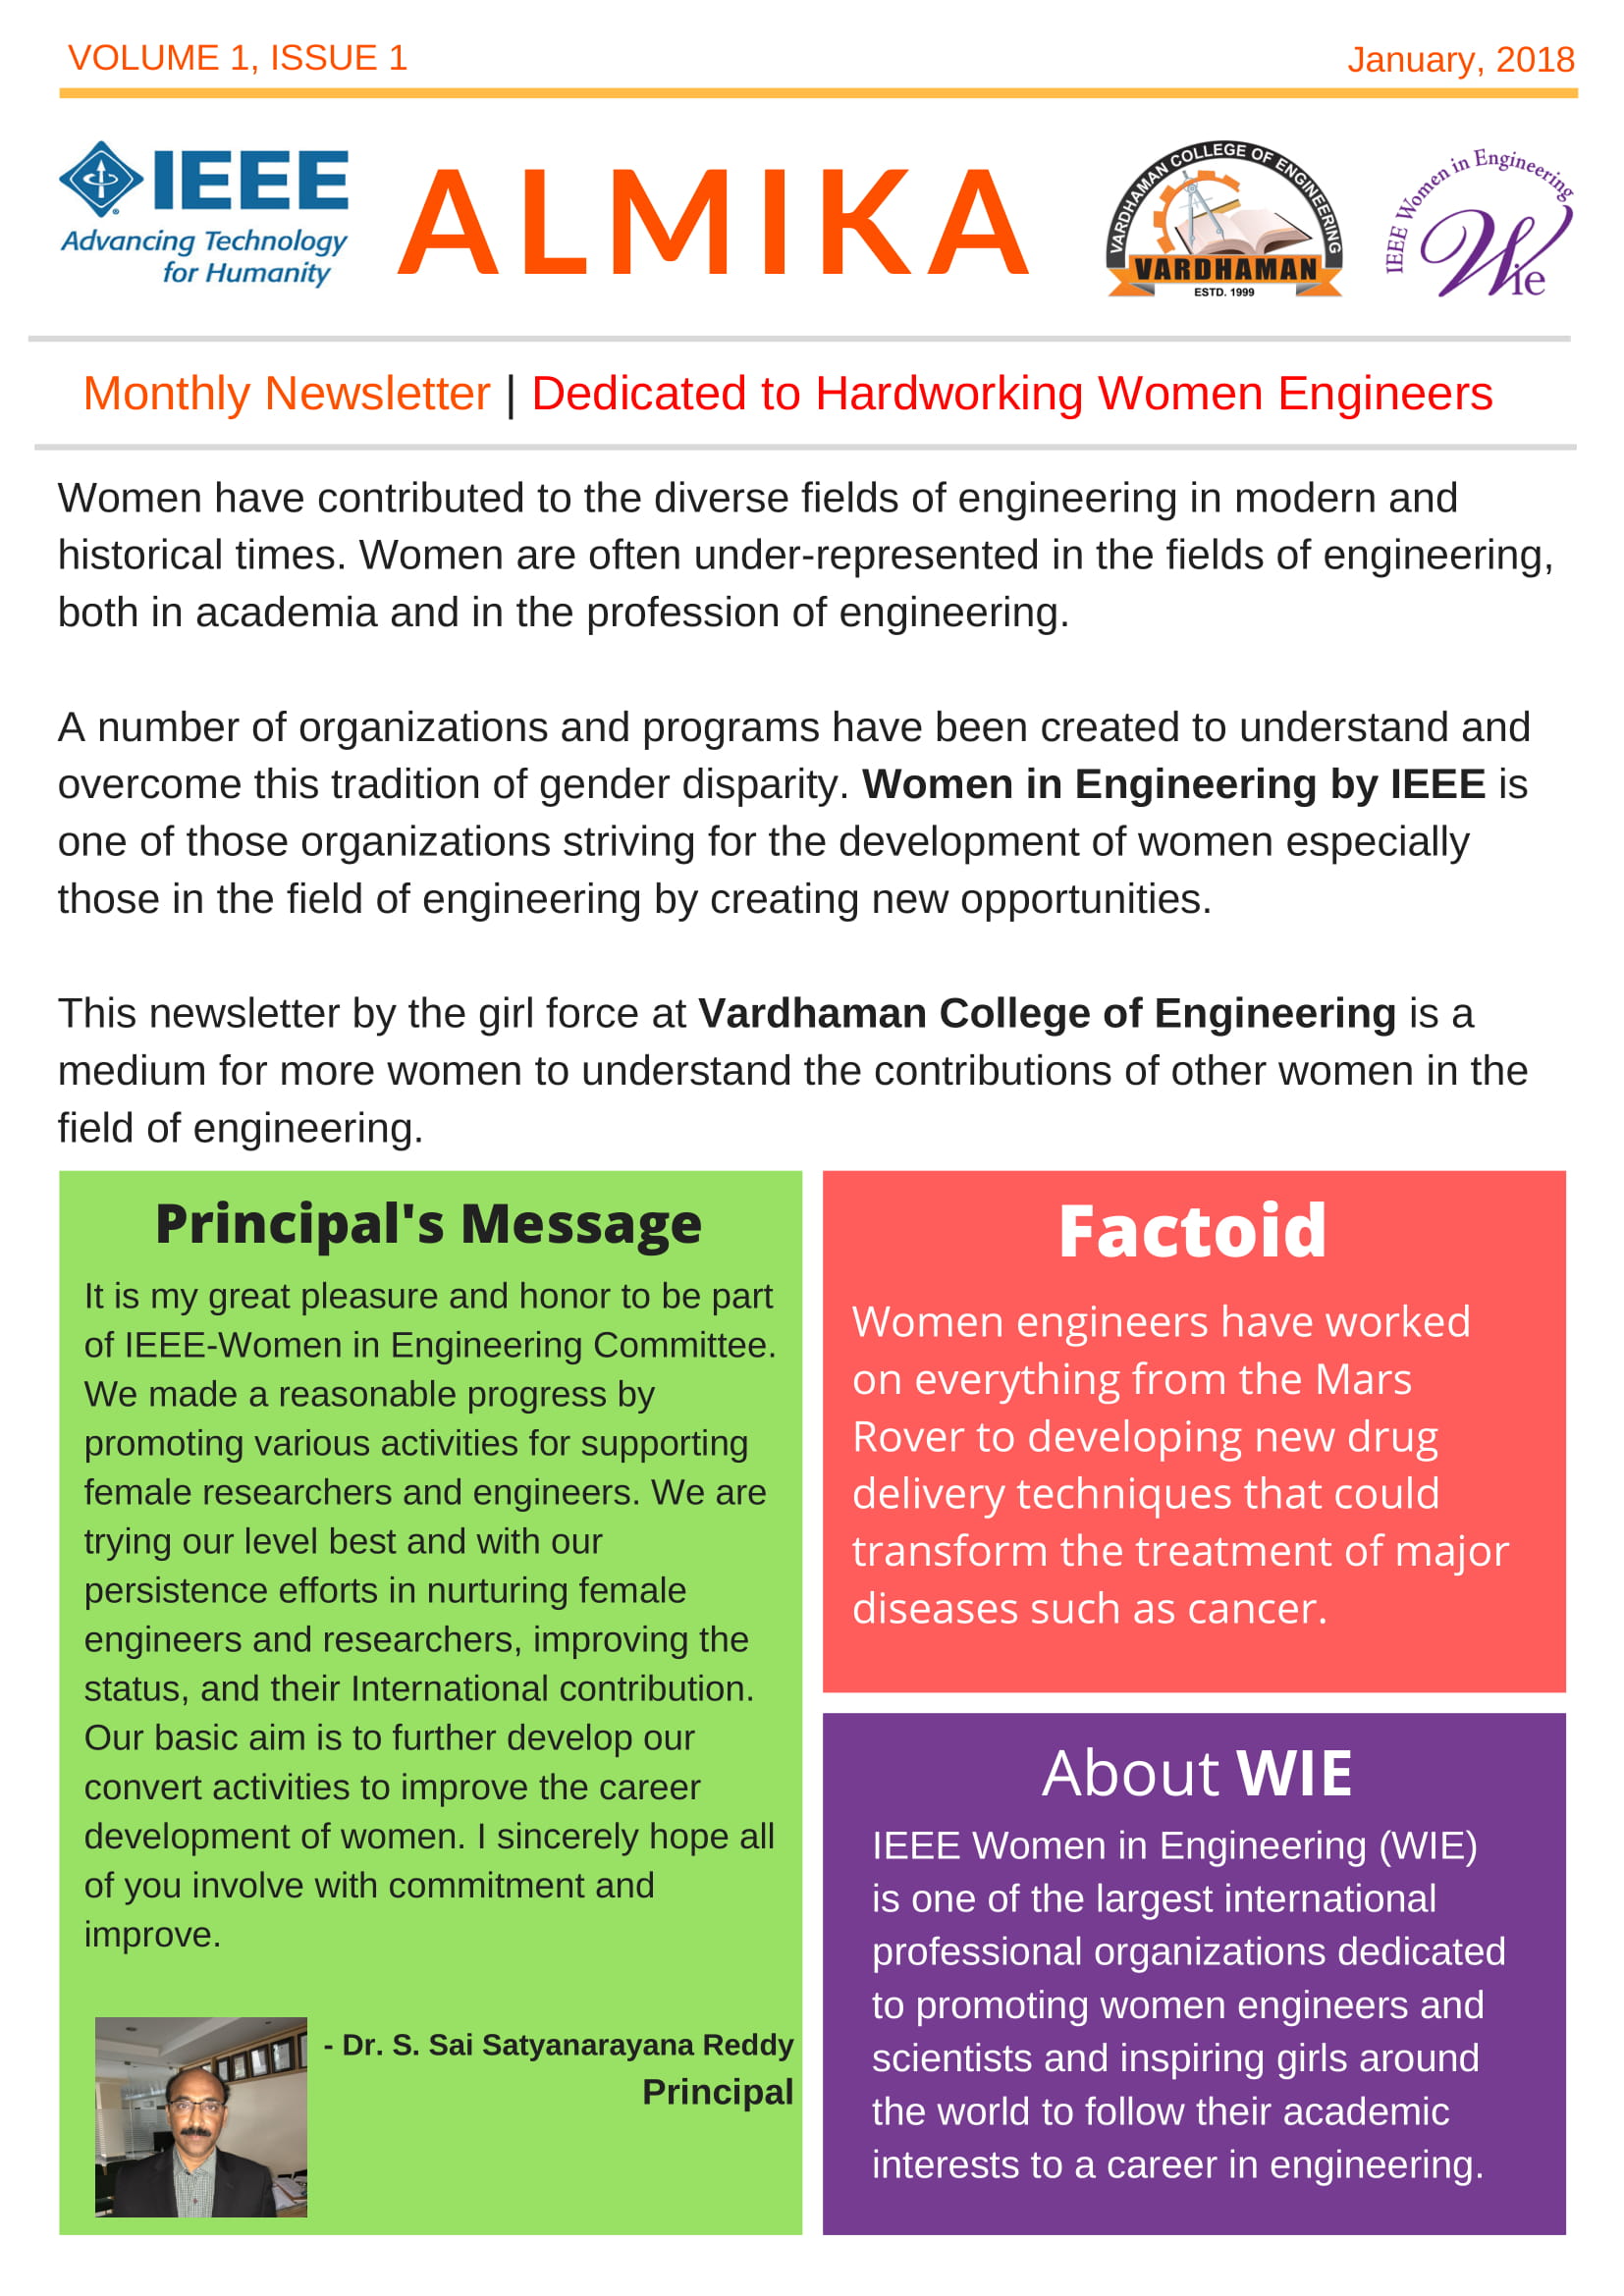 VOLUME 1, ISSUE 1
January, 2018
IEEE
Advancing Technology
for Humanity
ALMIKA
VARDHAMAN COLLEGE OF ENGINEERING
VARDHAMAN
ESTD. 1999
IEEE Women in Engineering
Wie
Monthly Newsletter | Dedicated to Hardworking Women Engineers
Women have contributed to the diverse fields of engineering in modern and
historical times. Women are often under-represented in the fields of engineering,
both in academia and in the profession of engineering.
A number of organizations and programs have been created to understand and
overcome this tradition of gender disparity. Women in Engineering by IEEE is
one of those organizations striving for the development of women especially
those in the field of engineering by creating new opportunities.
This newsletter by the girl force at Vardhaman College of Engineering is a
medium for more women to understand the contributions of other women in the
field of engineering.
Principal's Message
It is my great pleasure and honor to be part
of IEEE-Women in Engineering Committee.
We made a reasonable progress by
promoting various activities for supporting
female researchers and engineers. We are
trying our level best and with our
persistence efforts in nurturing female
engineers and researchers, improving the
status, and their International contribution.
Our basic aim is to further develop our
convert activities to improve the career
development of women. I sincerely hope all
of you involve with commitment and
improve.
- Dr. S. Sai Satyanarayana Reddy
Principal
Factoid
Women engineers have worked
on everything from the Mars
Rover to developing new drug
delivery techniques that could
transform the treatment of major
diseases such as cancer.
About WIE
IEEE Women in Engineering (WIE)
is one of the largest international
professional organizations dedicated
to promoting women engineers and
scientists and inspiring girls around
the world to follow their academic
interests to a career in engineering.